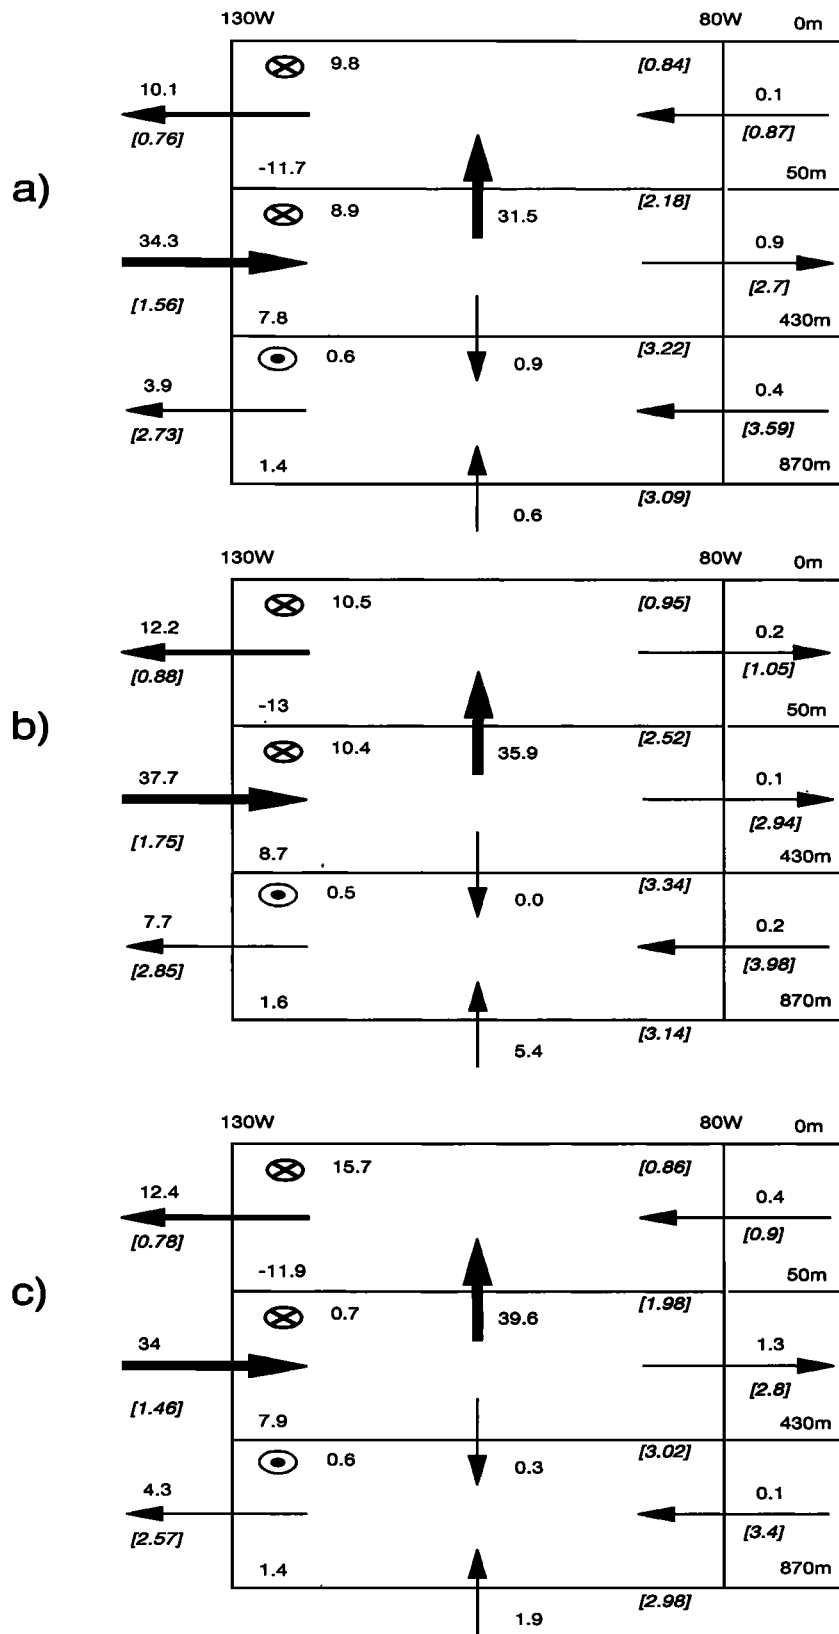 130W 80W 0m
9.8 [0.84]
10.1 0.1
[0.76] [0.87]
a)
-11.7 50m
8.9 31.5 [2.18]
34.3 0.9
[1.56] [2.7]
7.8 430m
0.6 0.9 [3.22]
3.9 0.4
[2.73] [3.59]
1.4 870m
0.6 [3.09]
130W 80W 0m
10.5 [0.95]
12.2 0.2
[0.88] [1.05]
b)
-13 50m
10.4 35.9 [2.52]
37.7 0.1
[1.75] [2.94]
8.7 430m
0.5 0.0 [3.34]
7.7 0.2
[2.85] [3.98]
1.6 870m
5.4 [3.14]
130W 80W 0m
15.7 [0.86]
12.4 0.4
[0.78] [0.9]
c)
-11.9 50m
0.7 39.6 [1.98]
34 1.3
[1.46] [2.8]
7.9 430m
0.6 0.3 [3.02]
4.3 0.1
[2.57] [3.4]
1.4 870m
1.9 [2.98]